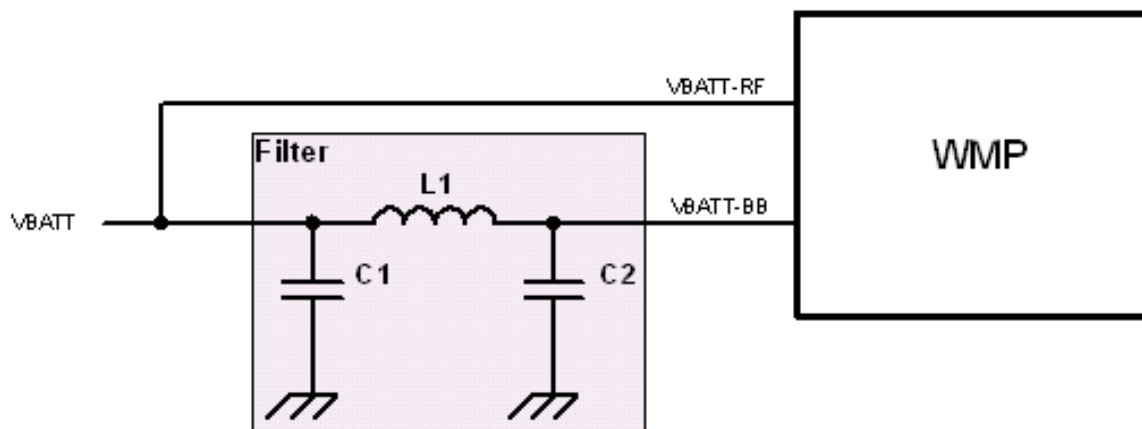 VBATT-RF
WMP
Filter
L1
VBATT
VBATT-BB
C1
C2